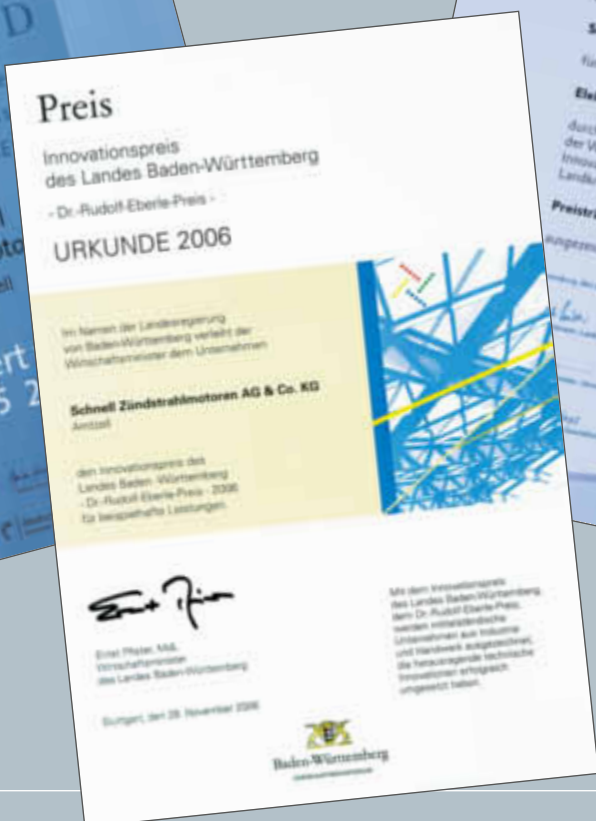 Preis
Innovationspreis
des Landes Baden-Württemberg
- Dr.-Rudolf-Eberle-Preis -
URKUNDE 2006
Im Namen der Landesregierung
von Baden-Württemberg verleiht der
Wirtschaftsminister dem Unternehmen
Schnell Zündstrahlmotoren AG & Co. KG
Amtzell
den Innovationspreis des
Landes Baden-Württemberg
- Dr.-Rudolf-Eberle-Preis - 2006
für beispielhafte Leistungen.
Ernst Pfister, MdL
Wirtschaftsminister
des Landes Baden-Württemberg
Stuttgart, den 28. November 2006
Mit dem Innovationspreis
des Landes Baden-Württemberg,
dem Dr.-Rudolf-Eberle-Preis,
werden mittelständische
Unternehmen aus Industrie
und Handwerk ausgezeichnet,
die herausragende technische
Innovationen erfolgreich
umgesetzt haben.
Baden-Württemberg